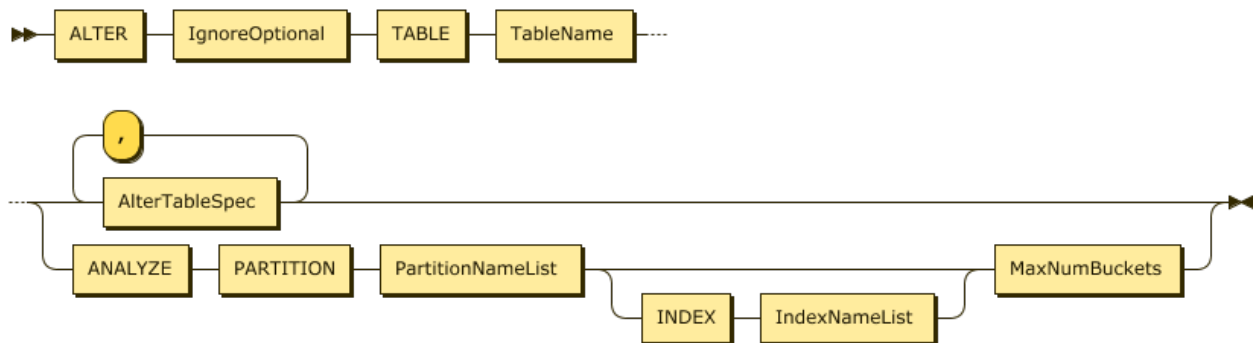 ALTER IgnoreOptional TABLE TableName
,
AlterTableSpec
ANALYZE PARTITION PartitionNameList MaxNumBuckets
INDEX IndexNameList